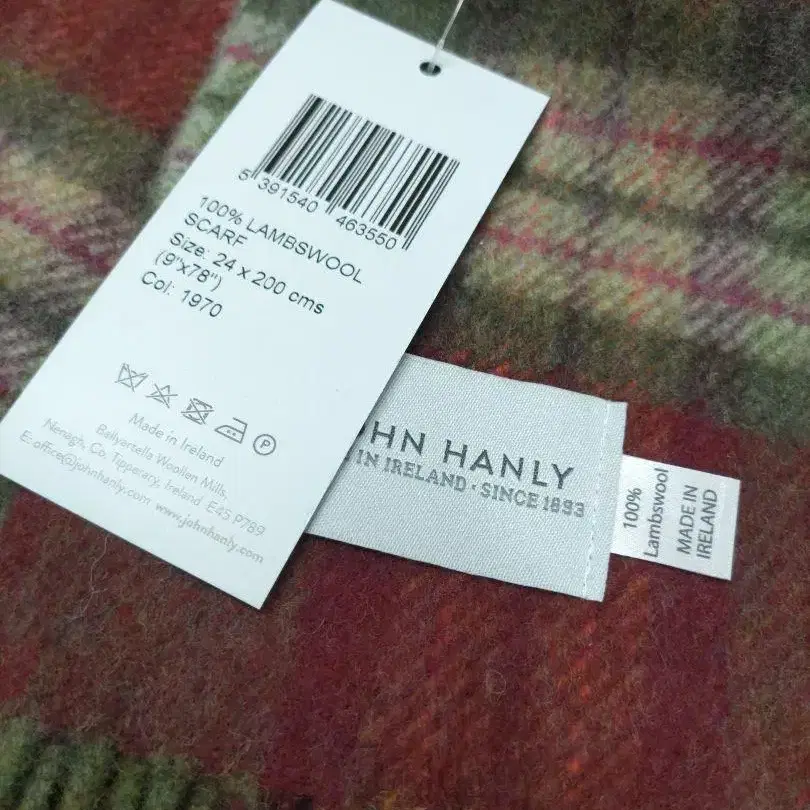 5 391540 463550
100% LAMBSWOOL
SCARF
Size: 24 x 200 cms
(9"x78")
Col: 1970
P
Made in Ireland
Ballyartella Woollen Mills,
Nenagh, Co. Tipperary, Ireland E45 P789
E: office@johnhanly.com www.johnhanly.com
HN HANLY
IN IRELAND · SINCE 1893
100%
Lambswool
MADE IN
IRELAND